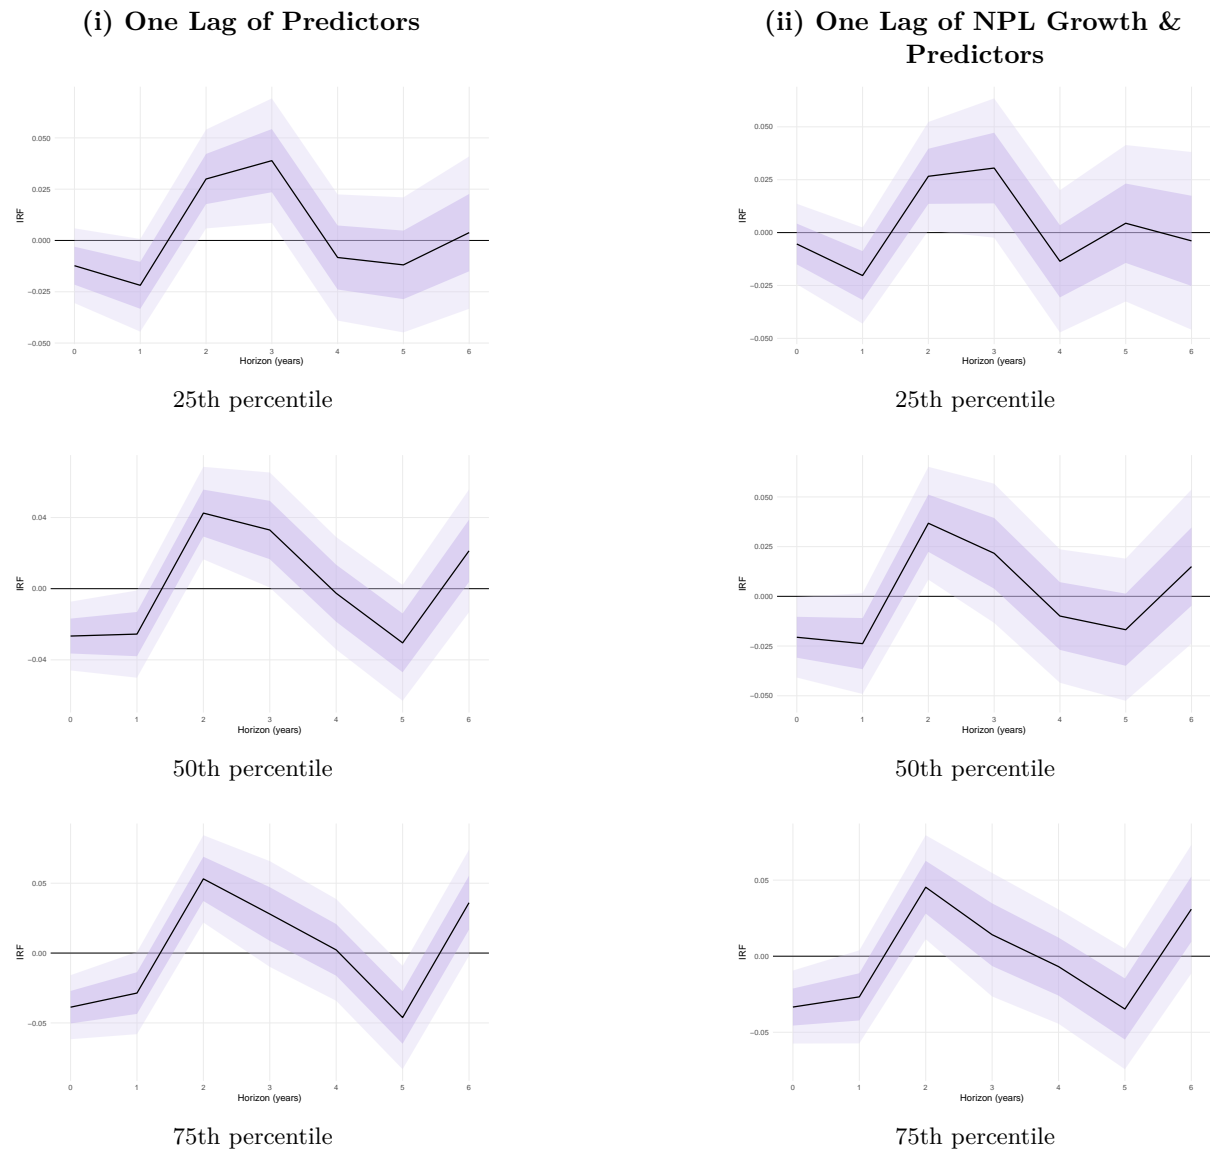 (i) One Lag of Predictors
(ii) One Lag of NPL Growth &
Predictors
0.050
0.025
0.000
−0.025
−0.050
IRF
0 1 2 3 4 5 6
Horizon (years)
25th percentile
0.050
0.025
0.000
−0.025
−0.050
IRF
0 1 2 3 4 5 6
Horizon (years)
25th percentile
0.04
0.00
−0.04
IRF
0 1 2 3 4 5 6
Horizon (years)
50th percentile
0.050
0.025
0.000
−0.025
−0.050
IRF
0 1 2 3 4 5 6
Horizon (years)
50th percentile
0.05
0.00
−0.05
IRF
0 1 2 3 4 5 6
Horizon (years)
75th percentile
0.05
0.00
−0.05
IRF
0 1 2 3 4 5 6
Horizon (years)
75th percentile